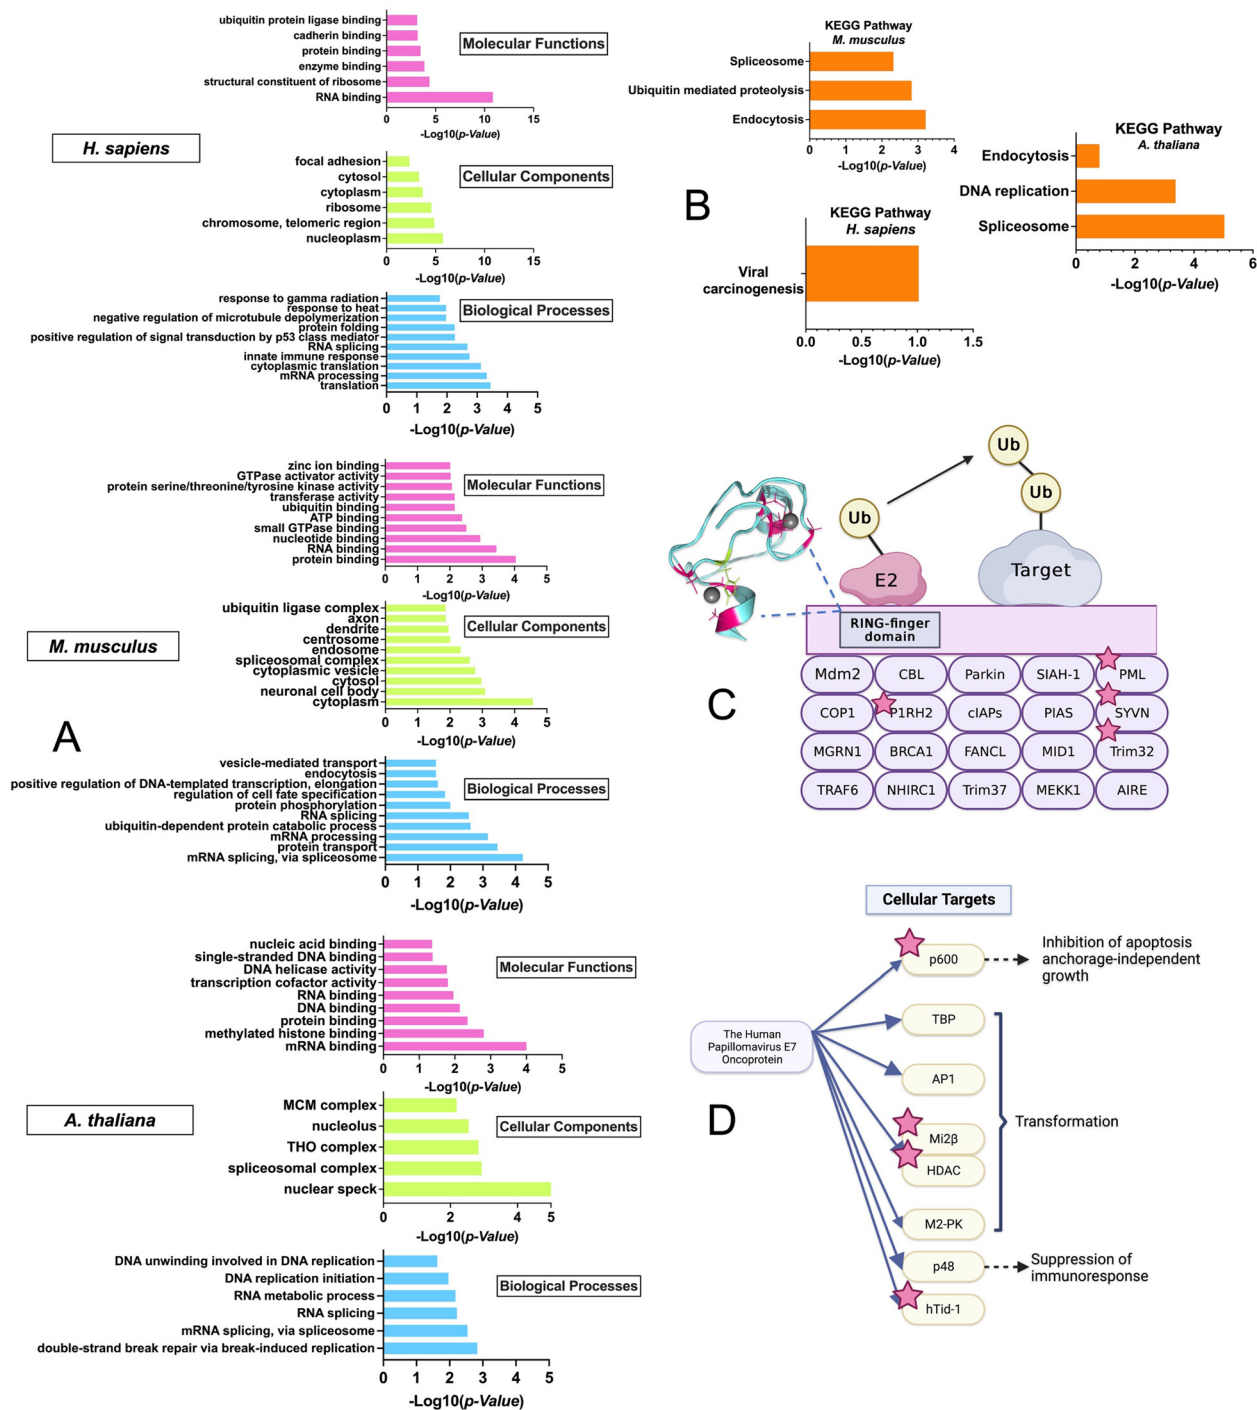 ubiquitin protein ligase binding
cadherin binding
protein binding
enzyme binding
structural constituent of ribosome
RNA binding
0 5 10 15
-Log10(p-Value)
Molecular Functions
H. sapiens
focal adhesion
cytosol
cytoplasm
ribosome
chromosome, telomeric region
nucleoplasm
0 5 10 15
-Log10(p-Value)
Cellular Components
response to gamma radiation
response to heat
negative regulation of microtubule depolymerization
protein folding
positive regulation of signal transduction by p53 class mediator
RNA splicing
innate immune response
cytoplasmic translation
mRNA processing
translation
0 1 2 3 4 5
-Log10(p-Value)
Biological Processes
zinc ion binding
GTPase activator activity
protein serine/threonine/tyrosine kinase activity
transferase activity
ubiquitin binding
ATP binding
small GTPase binding
nucleotide binding
RNA binding
protein binding
0 1 2 3 4 5
-Log10(p-Value)
Molecular Functions
M. musculus
ubiquitin ligase complex
axon
dendrite
centrosome
endosome
spliceosomal complex
cytoplasmic vesicle
cytosol
neuronal cell body
cytoplasm
0 1 2 3 4 5
-Log10(p-Value)
Cellular Components
A
vesicle-mediated transport
endocytosis
positive regulation of DNA-templated transcription, elongation
regulation of cell fate specification
protein phosphorylation
RNA splicing
ubiquitin-dependent protein catabolic process
mRNA processing
protein transport
mRNA splicing, via spliceosome
0 1 2 3 4 5
-Log10(p-Value)
Biological Processes
nucleic acid binding
single-stranded DNA binding
DNA helicase activity
transcription cofactor activity
RNA binding
DNA binding
protein binding
methylated histone binding
mRNA binding
0 1 2 3 4 5
-Log10(p-Value)
Molecular Functions
A. thaliana
MCM complex
nucleolus
THO complex
spliceosomal complex
nuclear speck
0 2 4 5
-Log10(p-Value)
Cellular Components
DNA unwinding involved in DNA replication
DNA replication initiation
RNA metabolic process
RNA splicing
mRNA splicing, via spliceosome
double-strand break repair via break-induced replication
0 1 2 3 4 5
-Log10(p-Value)
Biological Processes
KEGG Pathway
M. musculus
Spliceosome
Ubiquitin mediated proteolysis
Endocytosis
0 1 2 3 4
-Log10(p-Value)
B
KEGG Pathway
A. thaliana
Endocytosis
DNA replication
Spliceosome
0 2 4 6
-Log10(p-Value)
KEGG Pathway
H. sapiens
Viral
carcinogenesis
0.0 0.5 1.0 1.5
-Log10(p-Value)
Ub
Ub
Ub
E2
Target
RING-finger
domain
C
Mdm2 CBL Parkin SIAH-1 PML
COP1 P1RH2 cIAPs PIAS SYVN
MGRN1 BRCA1 FANCL MID1 Trim32
TRAF6 NHIRC1 Trim37 MEKK1 AIRE
Cellular Targets
D
The Human
Papillomavirus E7
Oncoprotein
p600
Inhibition of apoptosis
anchorage-independent
growth
TBP
AP1
Mi2β
HDAC
M2-PK
Transformation
p48
Suppression of
immunoresponse
hTid-1